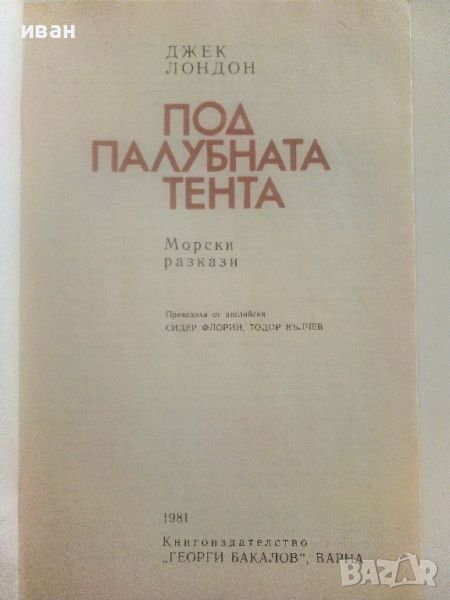 иван
ДЖЕК
ЛОНДОН
ПОД
ПАЛУБНАТА
ТЕНТА
Морски
разкази
Преведоха от английски
СИДЕР ФЛОРИН, ТОДОР ВЪЛЧЕВ
1981
Книгоиздателство
„ГЕОРГИ БАКАЛОВ", ВАРНА
BAZAR